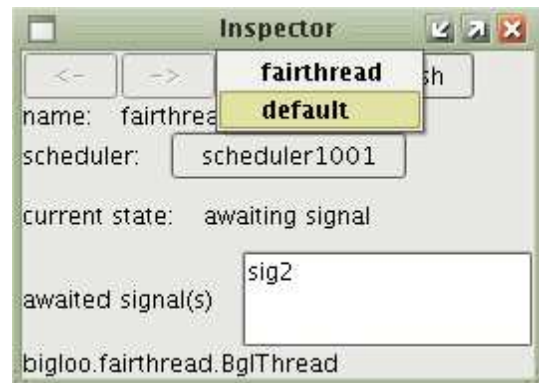 Inspector
<- -> fairthread sh
default
name: fairthrea
scheduler: scheduler1001
current state: awaiting signal
awaited signal(s) sig2
bigloo.fairthread.BglThread